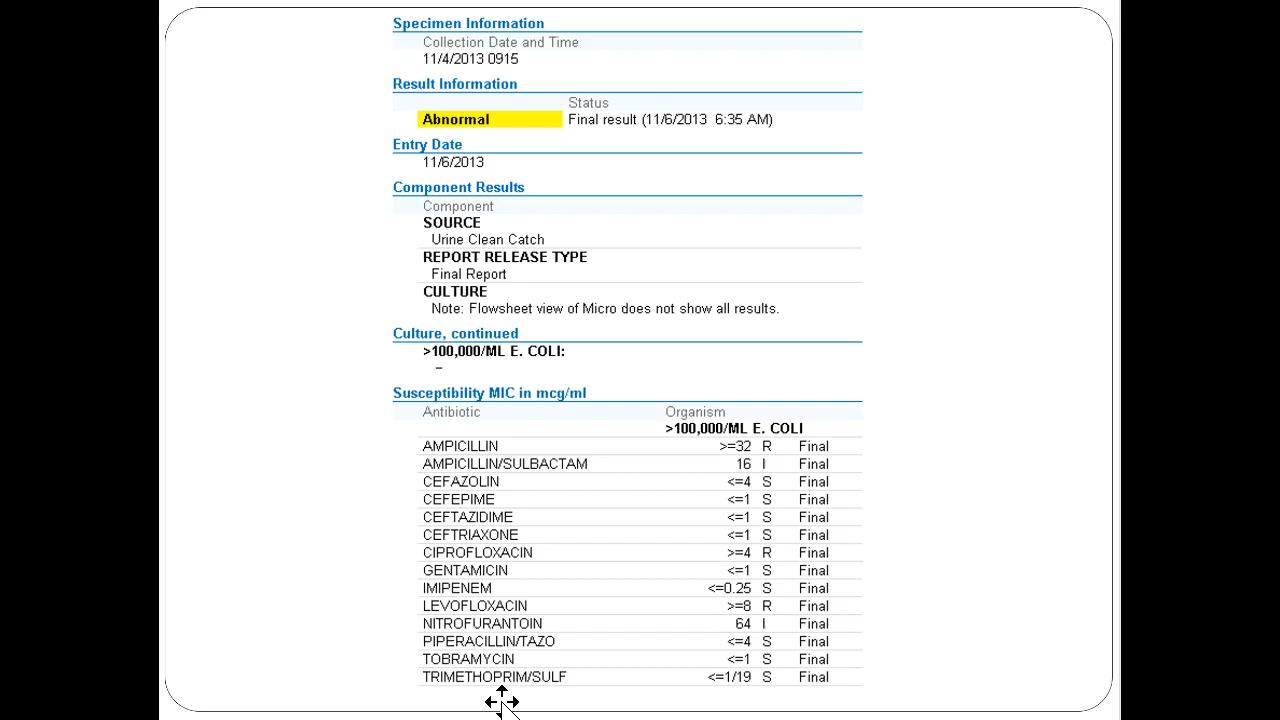 Specimen Information
Collection Date and Time
11/4/2013 0915
Result Information
Status
Abnormal Final result (11/6/2013 6:35 AM)
Entry Date
11/6/2013
Component Results
Component
SOURCE
Urine Clean Catch
REPORT RELEASE TYPE
Final Report
CULTURE
Note: Flowsheet view of Micro does not show all results.
Culture, continued
>100,000/ML E. COLI:
–
Susceptibility MIC in mcg/ml
Antibiotic Organism
>100,000/ML E. COLI
AMPICILLIN >=32 R Final
AMPICILLIN/SULBACTAM 16 I Final
CEFAZOLIN <=4 S Final
CEFEPIME <=1 S Final
CEFTAZIDIME <=1 S Final
CEFTRIAXONE <=1 S Final
CIPROFLOXACIN >=4 R Final
GENTAMICIN <=1 S Final
IMIPENEM <=0.25 S Final
LEVOFLOXACIN >=8 R Final
NITROFURANTOIN 64 I Final
PIPERACILLIN/TAZO <=4 S Final
TOBRAMYCIN <=1 S Final
TRIMETHOPRIM/SULF <=1/19 S Final